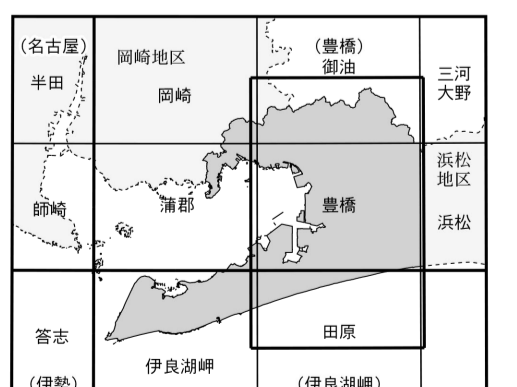 （名古屋）
半田
岡崎地区
岡崎
（豊橋）
御油
三河
大野
師崎
蒲郡
豊橋
浜松
地区
浜松
答志
（伊勢）
伊良湖岬
田原
（伊良湖岬）